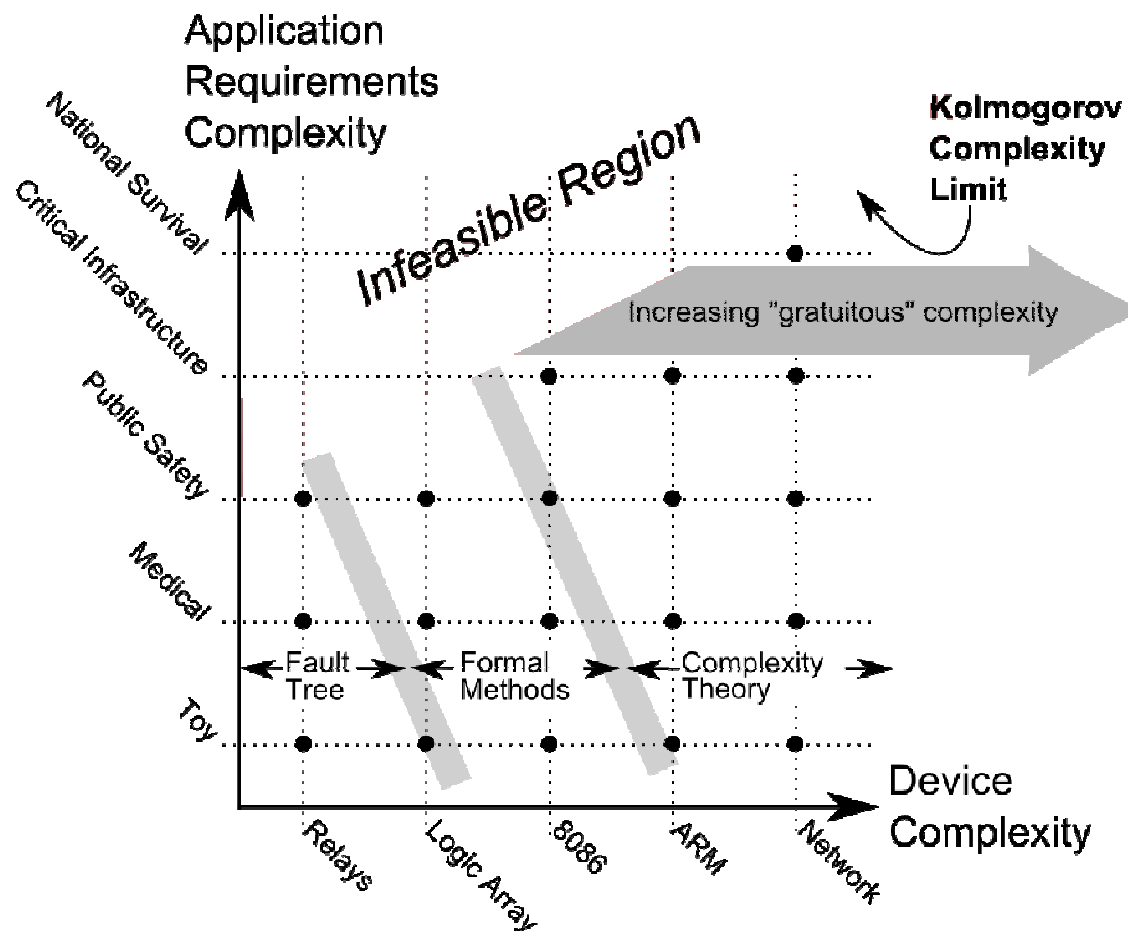 Application
Requirements
Complexity
National Survival
Critical Infrastructure
Public Safety
Medical
Toy
Infeasible Region
Kolmogorov
Complexity
Limit
Increasing "gratuitous" complexity
Fault
Tree
Formal
Methods
Complexity
Theory
Device
Complexity
Relays
Logic Array
8086
ARM
Network